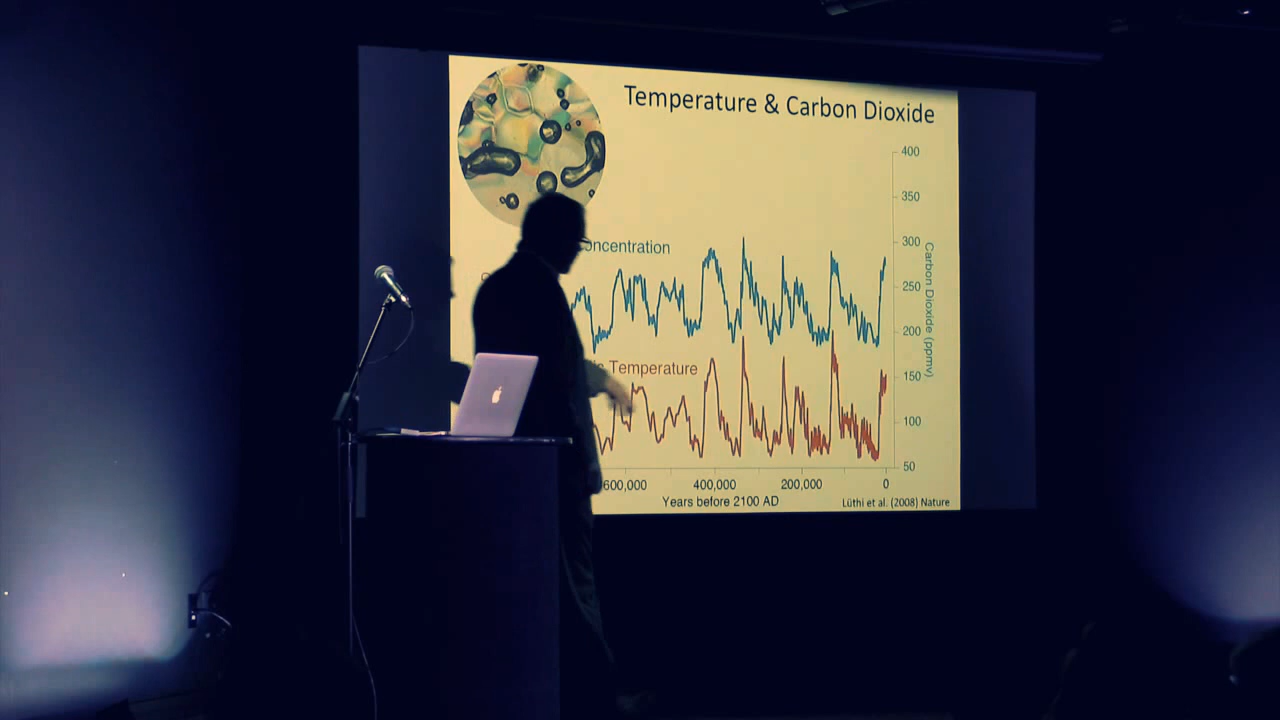 Temperature & Carbon Dioxide
400
350
300
250
200
150
100
50
Carbon Dioxide (ppmv)
oncentration
Temperature
600,000
400,000
200,000
0
Years before 2100 AD
Lüthi et al. (2008) Nature